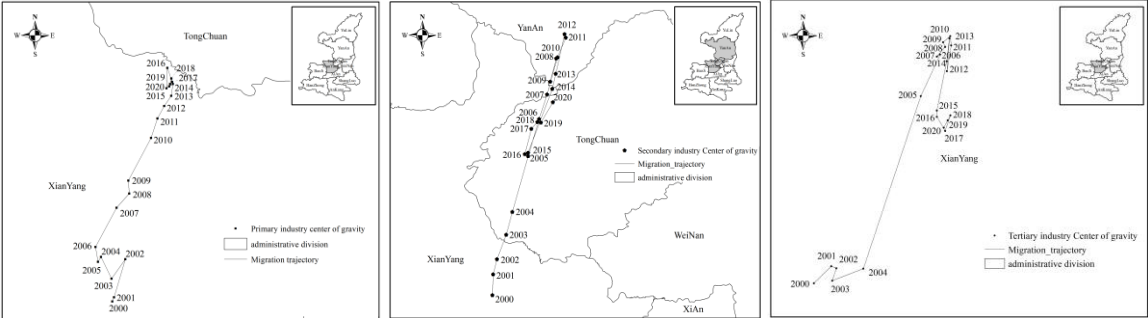 N
W
E
S
TongChuan
2016
2018
2019
2017
2020
2014
2015
2013
2012
2011
2010
XianYang
2009
2008
2007
2006
2004
2002
2005
2003
2001
2000
Primary industry center of gravity
administrative division
Migration trajectory
N
W
E
S
YanAn
2012
2011
2010
2008
2013
2009
2014
2007
2020
2006
2018
2019
2017
TongChuan
2015
2016
2005
Secondary industry Center of gravity
Migration_trajectory
administrative division
2004
WeiNan
2003
XianYang
2002
2001
2000
XiAn
N
W
E
S
2010
2013
2009
2011
2008
2007
2006
2014
2012
2005
2015
2016
2018
2019
2020
2017
XianYang
2001
2002
2004
2000
2003
Tertiary industry Center of gravity
Migration_trajectory
administrative division